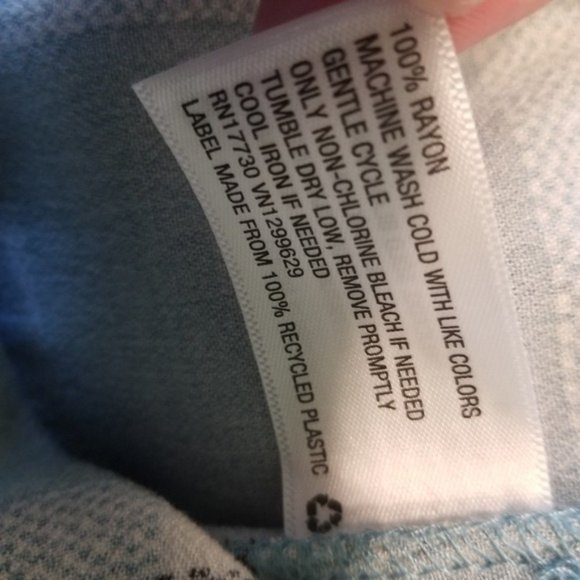 100% RAYON
MACHINE WASH COLD WITH LIKE COLORS
GENTLE CYCLE
ONLY NON-CHLORINE BLEACH IF NEEDED
TUMBLE DRY LOW, REMOVE PROMPTLY
COOL IRON IF NEEDED
RN17730 VN1299629
LABEL MADE FROM 100% RECYCLED PLASTIC